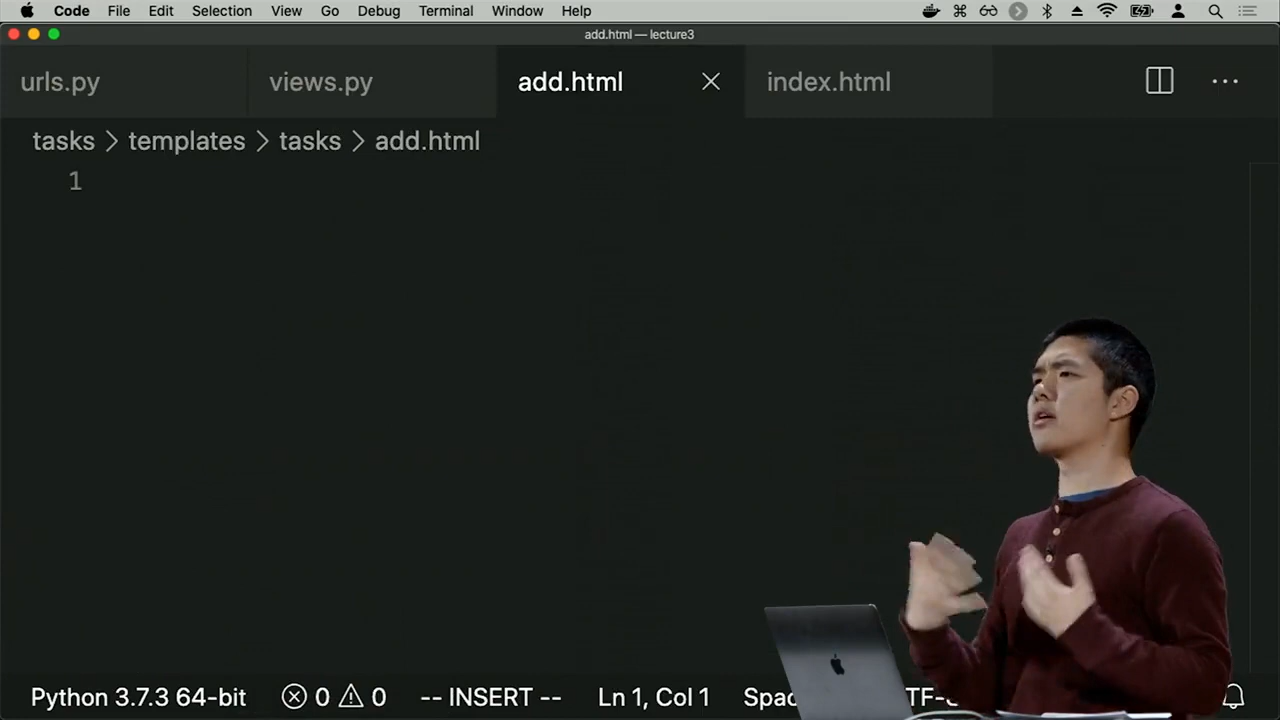 Code File Edit Selection View Go Debug Terminal Window Help
add.html — lecture3
urls.py views.py add.html index.html
tasks > templates > tasks > add.html
1
Python 3.7.3 64-bit 0 0 -- INSERT -- Ln 1, Col 1